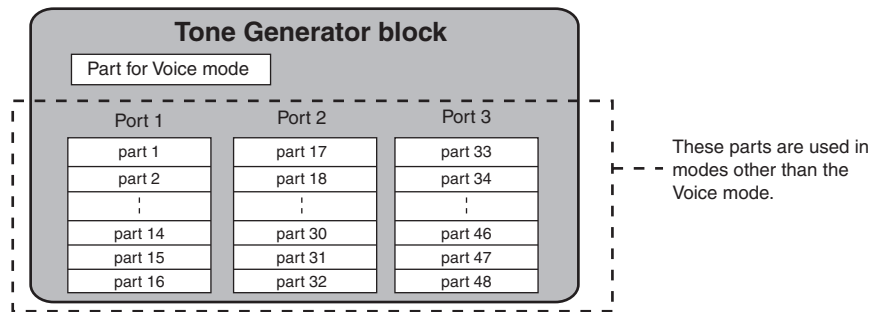 Tone Generator block
Part for Voice mode
Port 1
Port 2
Port 3
part 1
part 17
part 33
part 2
part 18
part 34
part 14
part 30
part 46
part 15
part 31
part 47
part 16
part 32
part 48
These parts are used in
modes other than the
Voice mode.